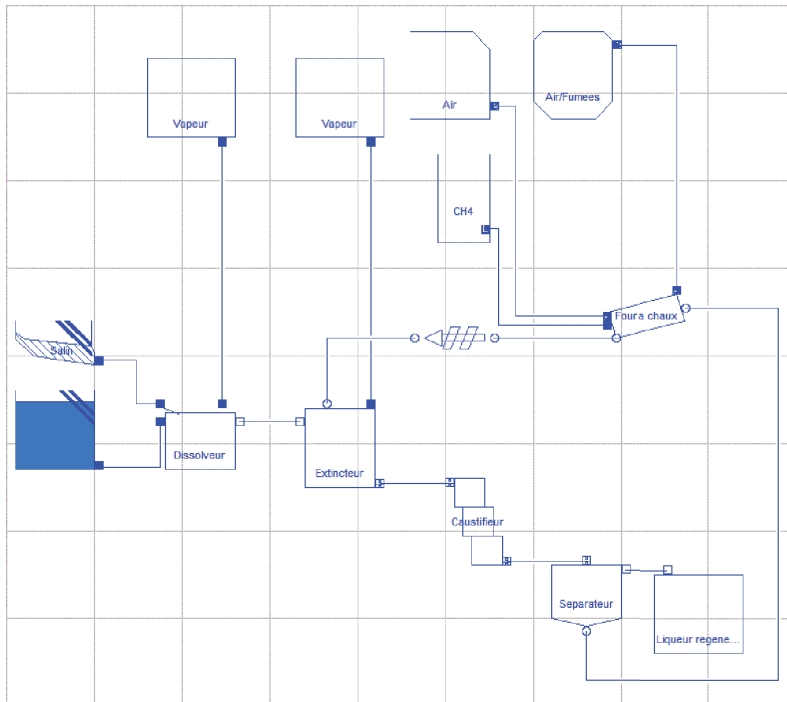 Vapeur
Vapeur
Air
Air/Fumees
CH4
Four a chaux
Salin
Dissolveur
Extincteur
Caustifieur
Separateur
Liqueur regene...